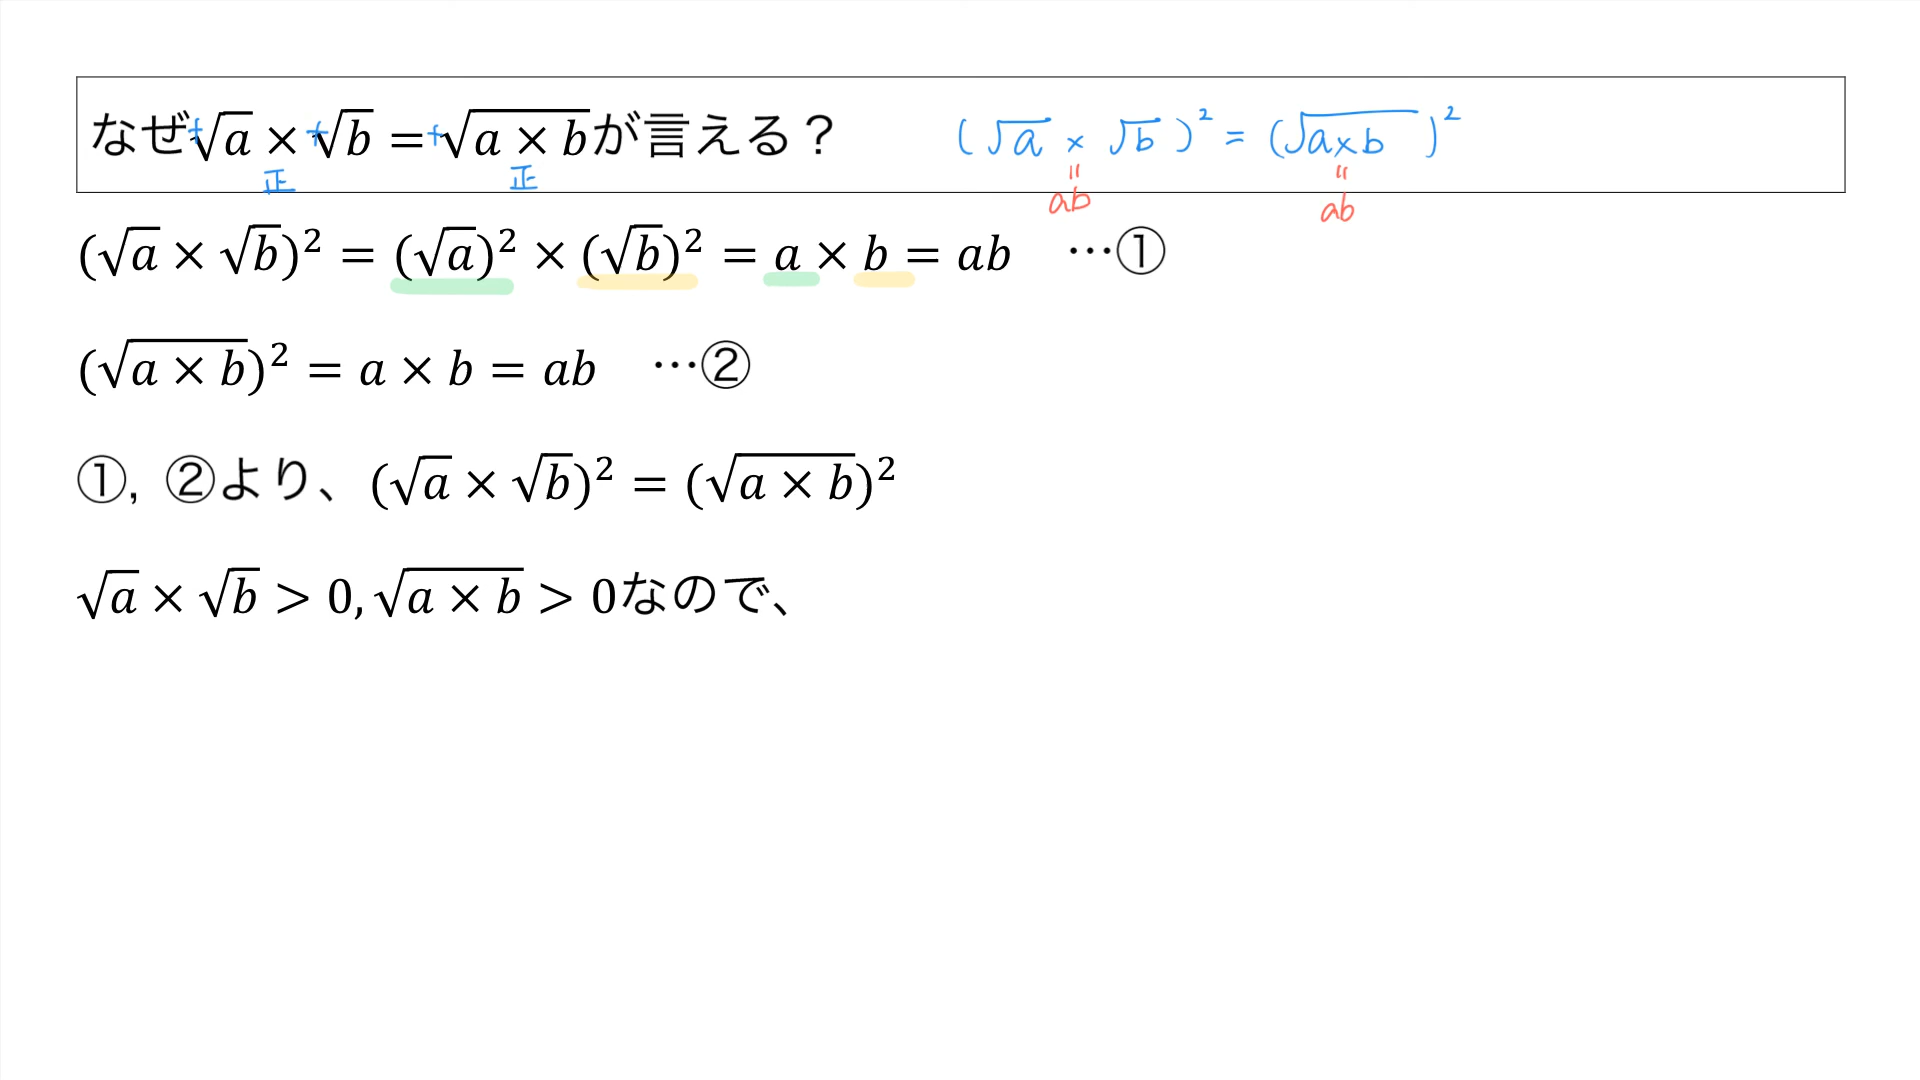 なぜ√a × √b = √(a × b)が言える？ (√a × √b)² = (√(a×b))²
+ + +
正 正 = ab = ab
(√a × √b)² = (√a)² × (√b)² = a × b = ab …①
(√(a × b))² = a × b = ab …②
①, ②より、(√a × √b)² = (√(a × b))²
√a × √b > 0, √(a × b) > 0なので、